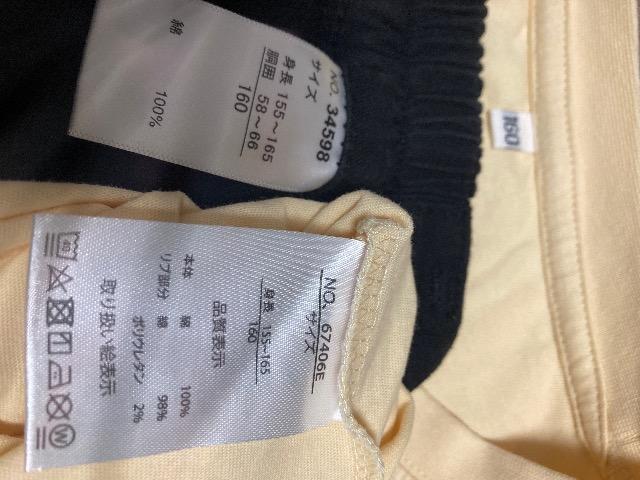 NO. 34598
サイズ
身長 155~165
胴囲 58~66
160
綿 100%
160
NO. 67406E
サイズ
身長 155~165
160
品質表示
本体 綿 100%
リブ部分 綿 98%
ポリウレタン 2%
取り扱い絵表示
40
W